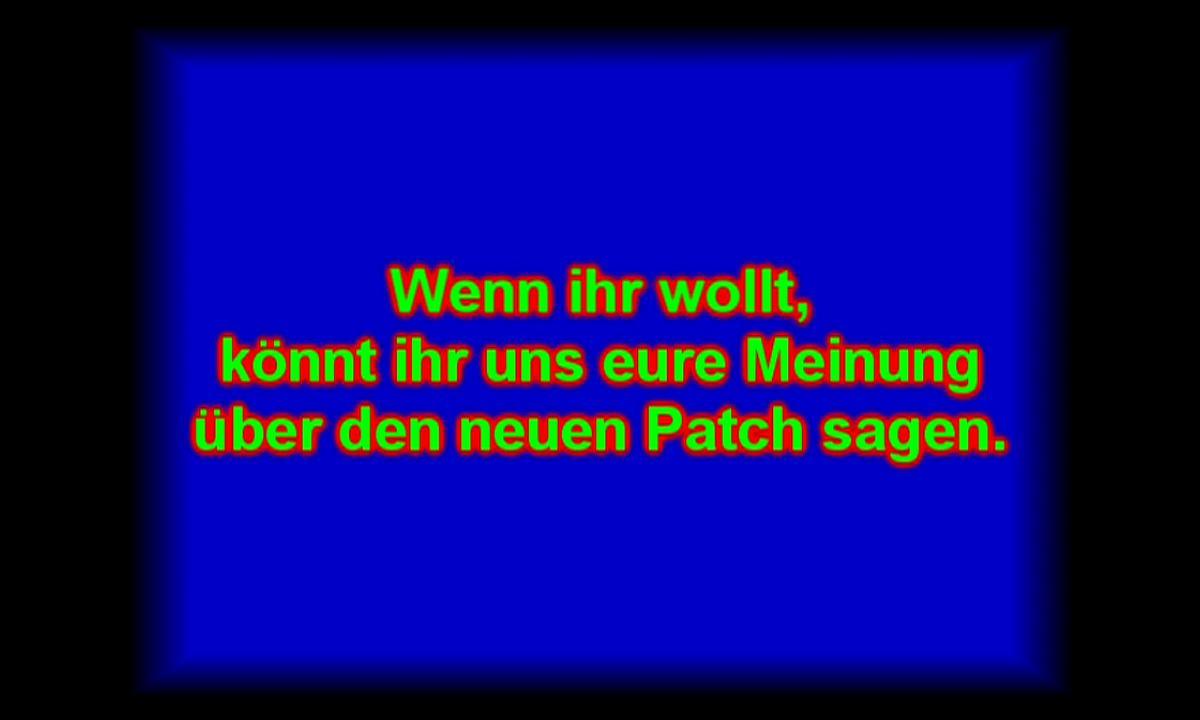 Wenn ihr wollt,
könnt ihr uns eure Meinung
über den neuen Patch sagen.